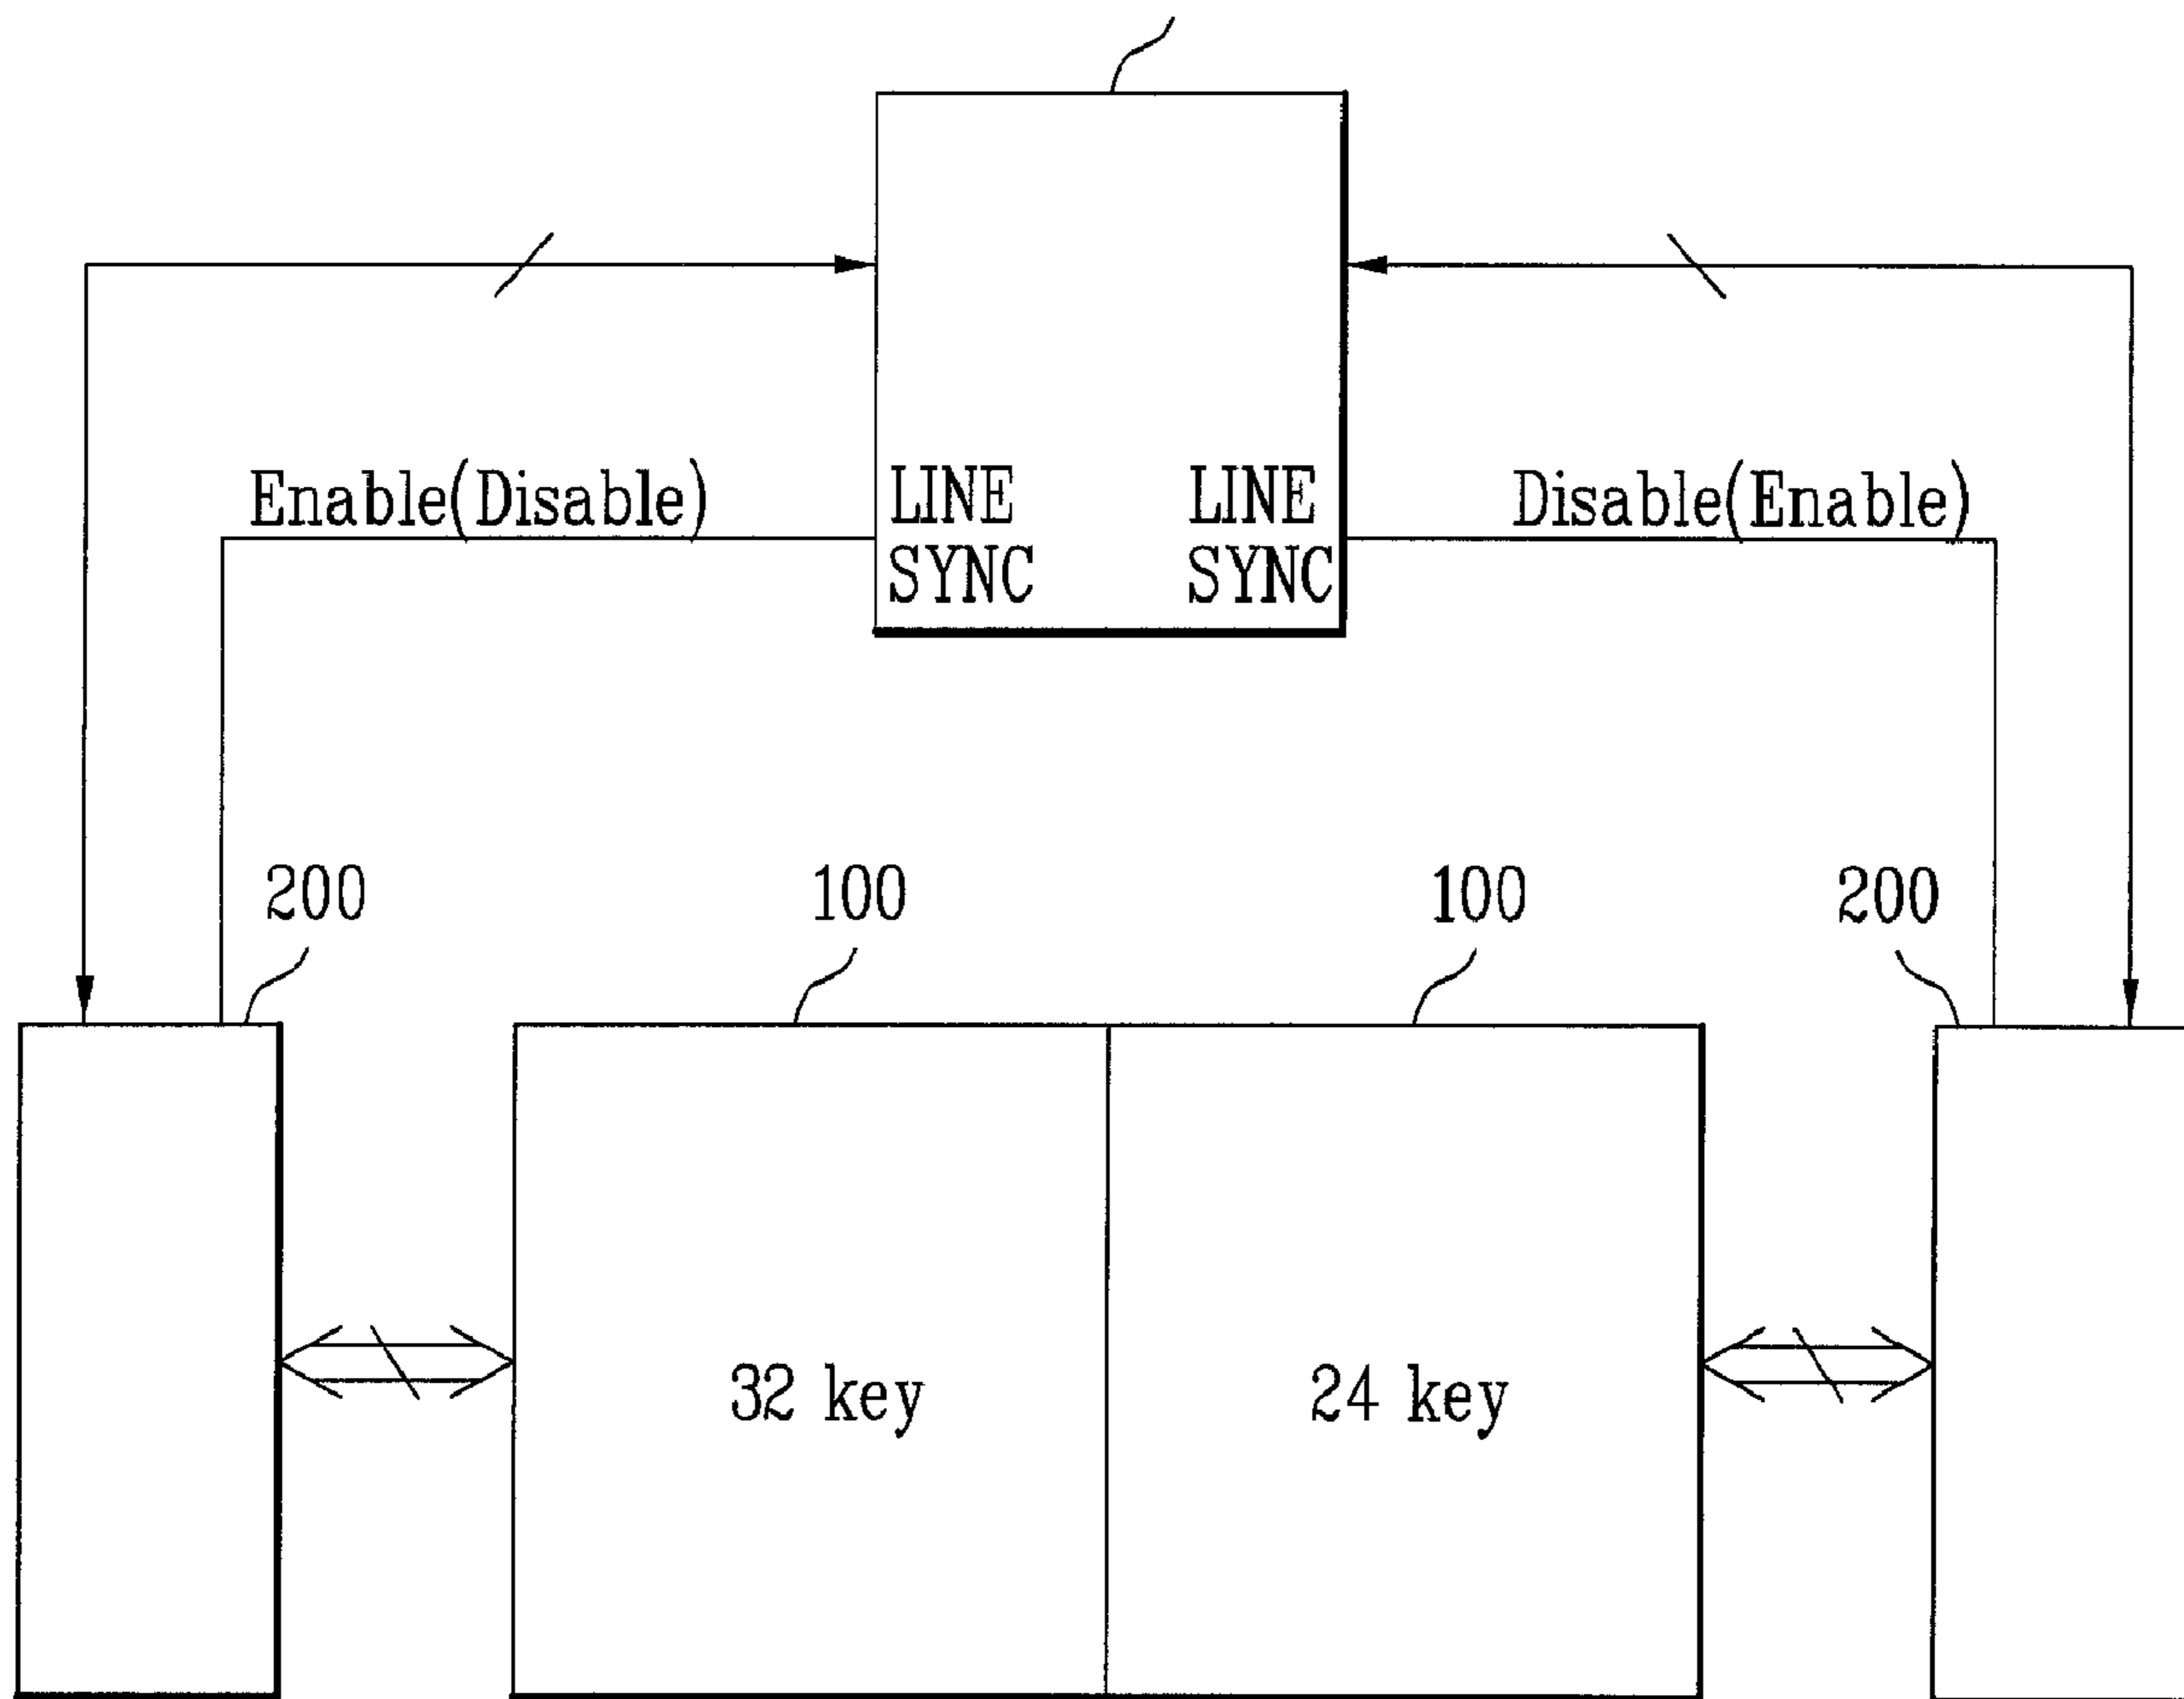 Enable(Disable)
LINE
SYNC
LINE
SYNC
Disable(Enable)
200
100
100
200
32 key
24 key